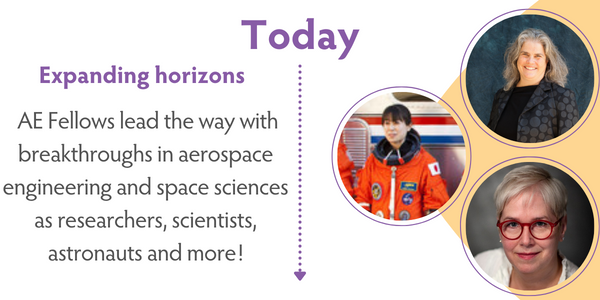 Today
Expanding horizons
AE Fellows lead the way with
breakthroughs in aerospace
engineering and space sciences
as researchers, scientists,
astronauts and more!